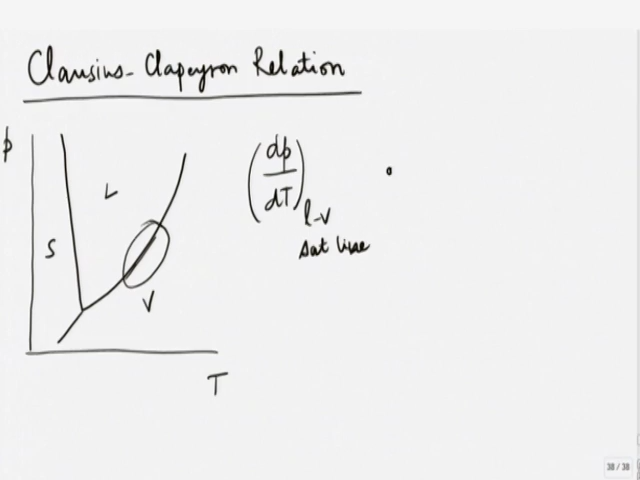 Clausius-Clapeyron Relation
p
L
S
V
T
(dp/dT) l-v
sat line
38/38